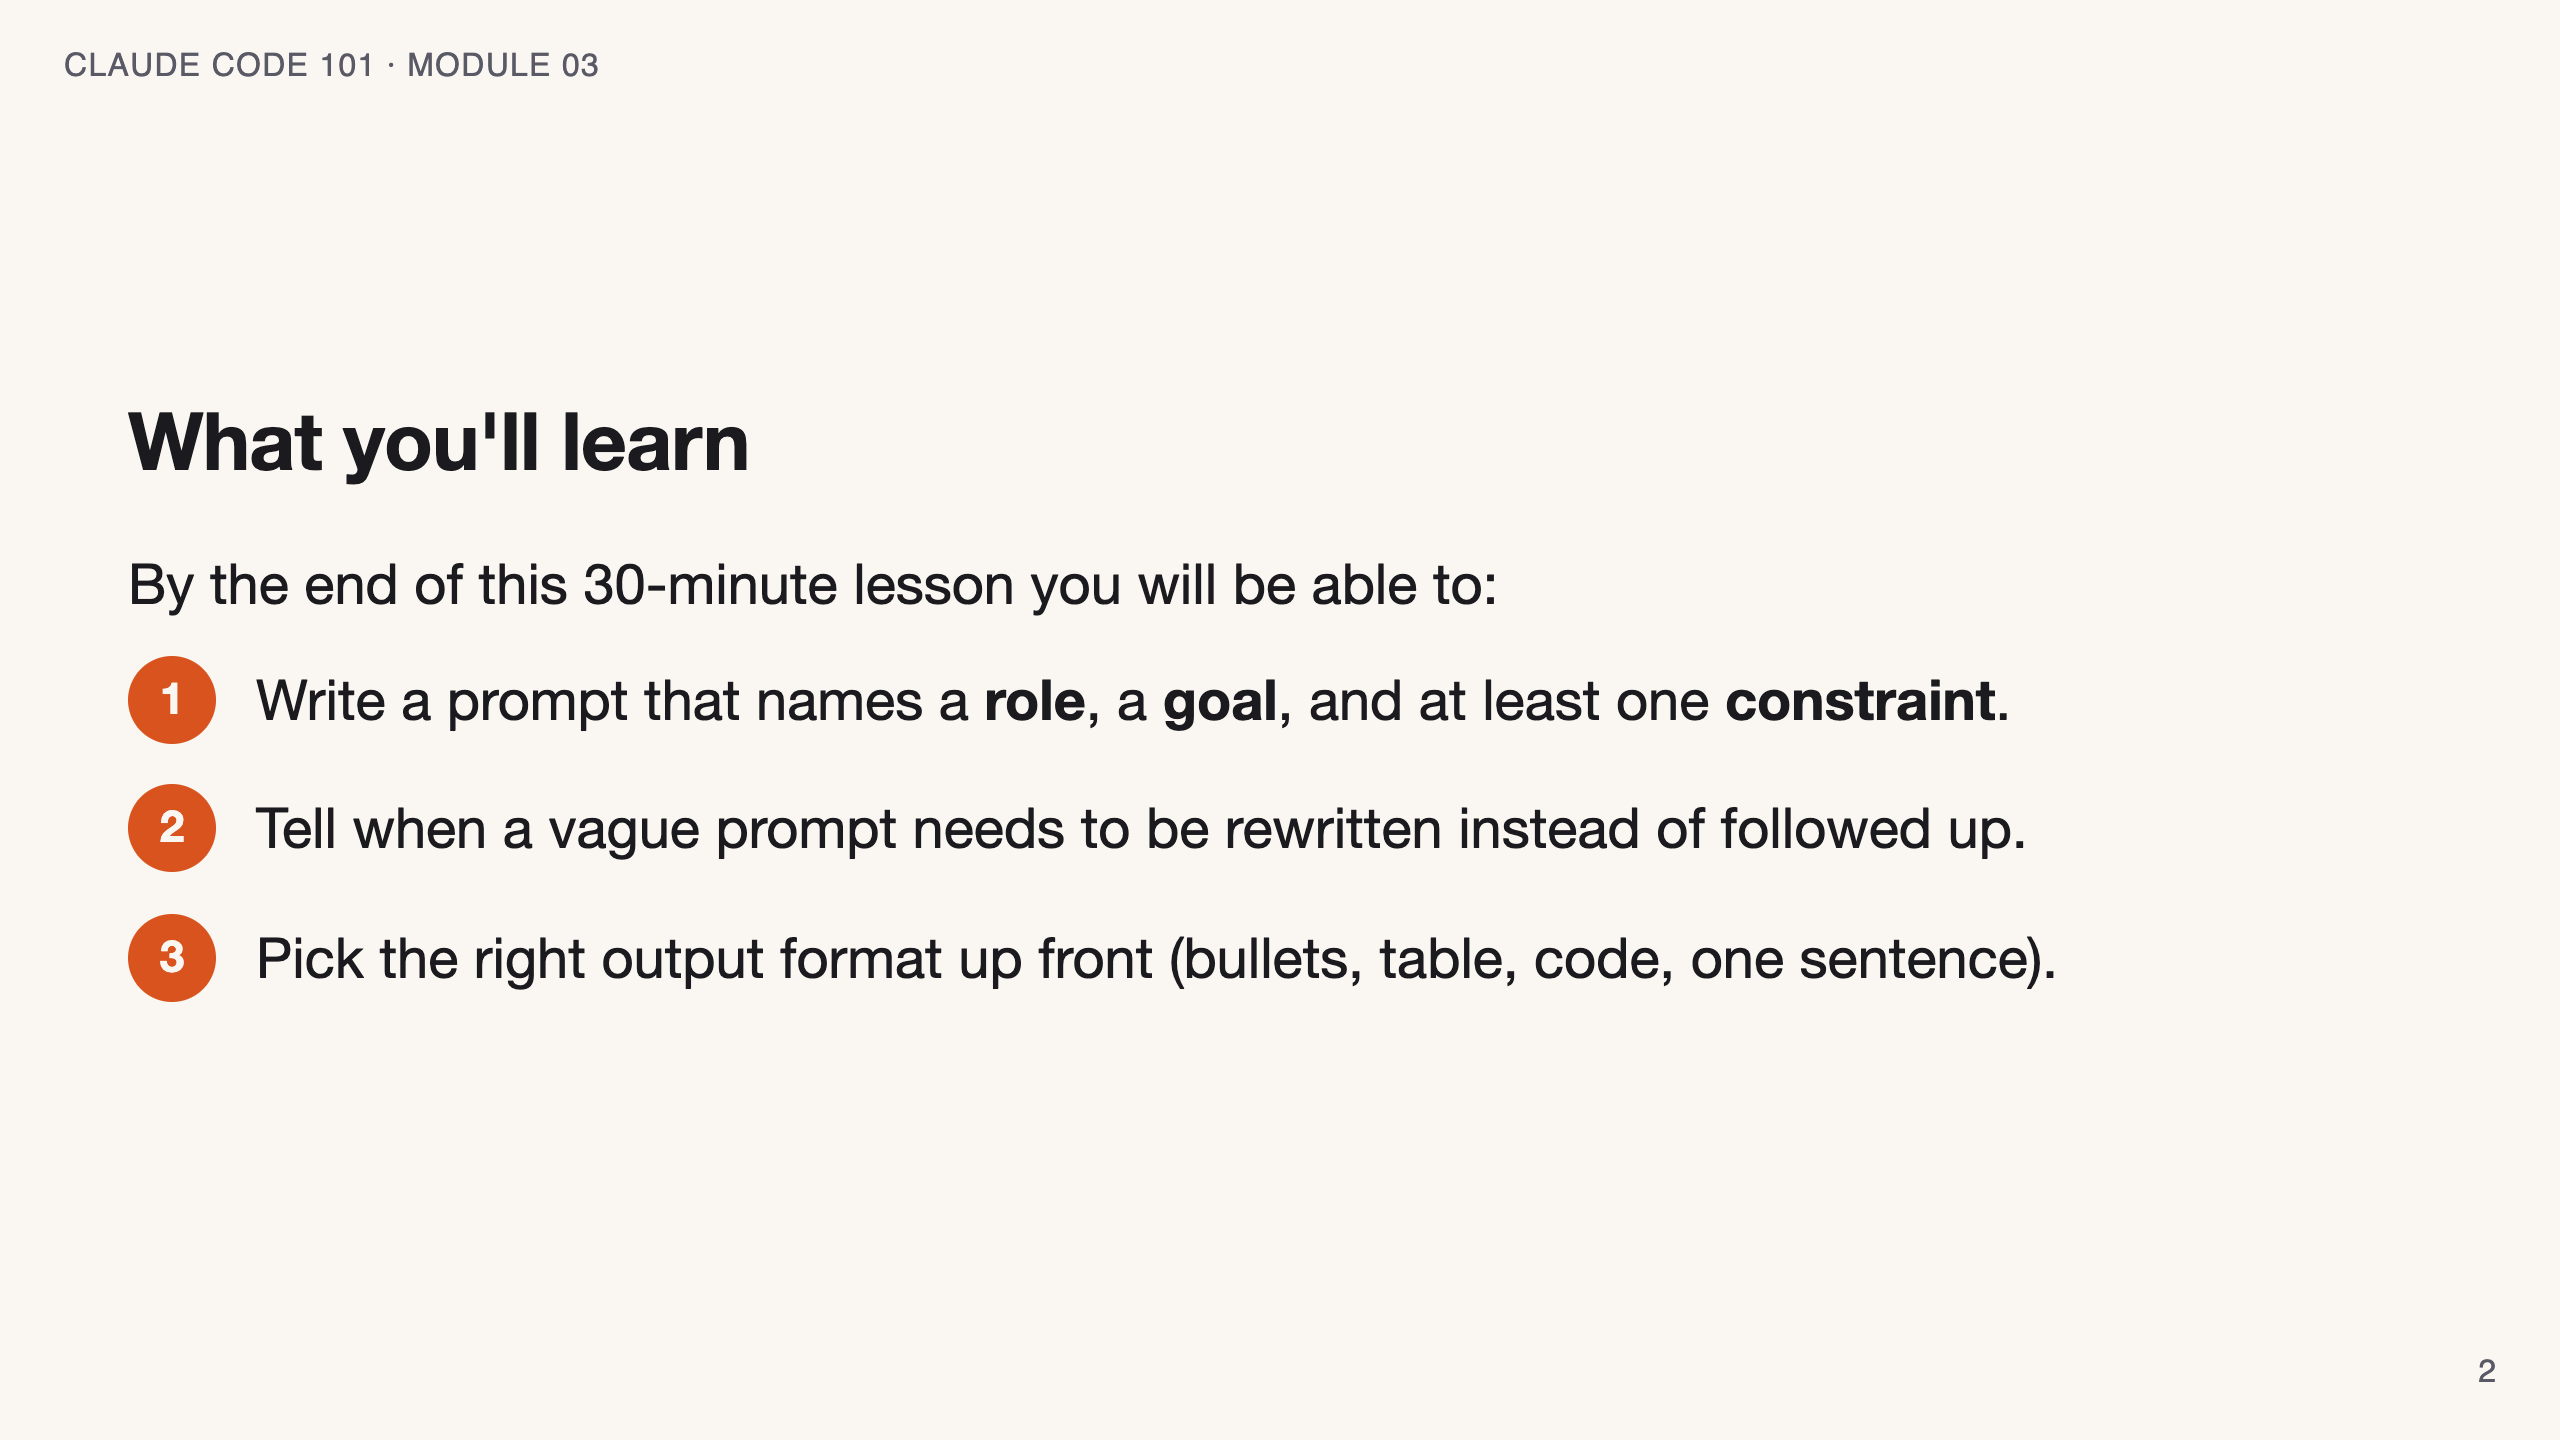 CLAUDE CODE 101 · MODULE 03
What you'll learn
By the end of this 30-minute lesson you will be able to:
1 Write a prompt that names a role, a goal, and at least one constraint.
2 Tell when a vague prompt needs to be rewritten instead of followed up.
3 Pick the right output format up front (bullets, table, code, one sentence).
2